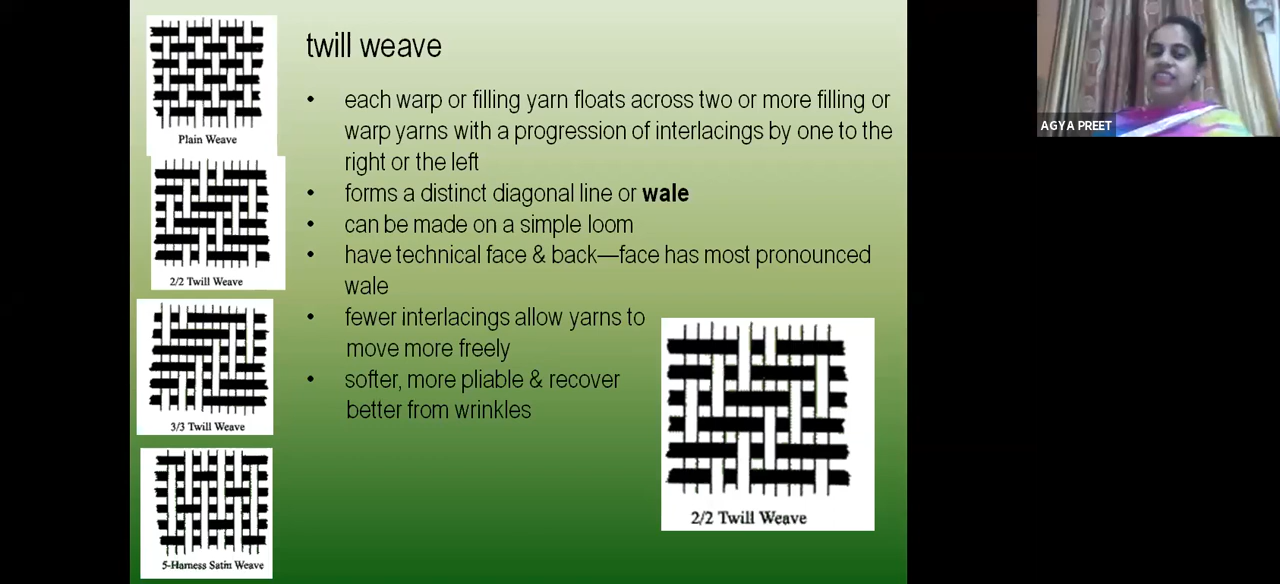 twill weave
• each warp or filling yarn floats across two or more filling or
warp yarns with a progression of interlacings by one to the
right or the left
• forms a distinct diagonal line or wale
• can be made on a simple loom
• have technical face & back—face has most pronounced
wale
• fewer interlacings allow yarns to
move more freely
• softer, more pliable & recover
better from wrinkles
Plain Weave
2/2 Twill Weave
3/3 Twill Weave
5-Harness Satin Weave
2/2 Twill Weave
AGYA PREET